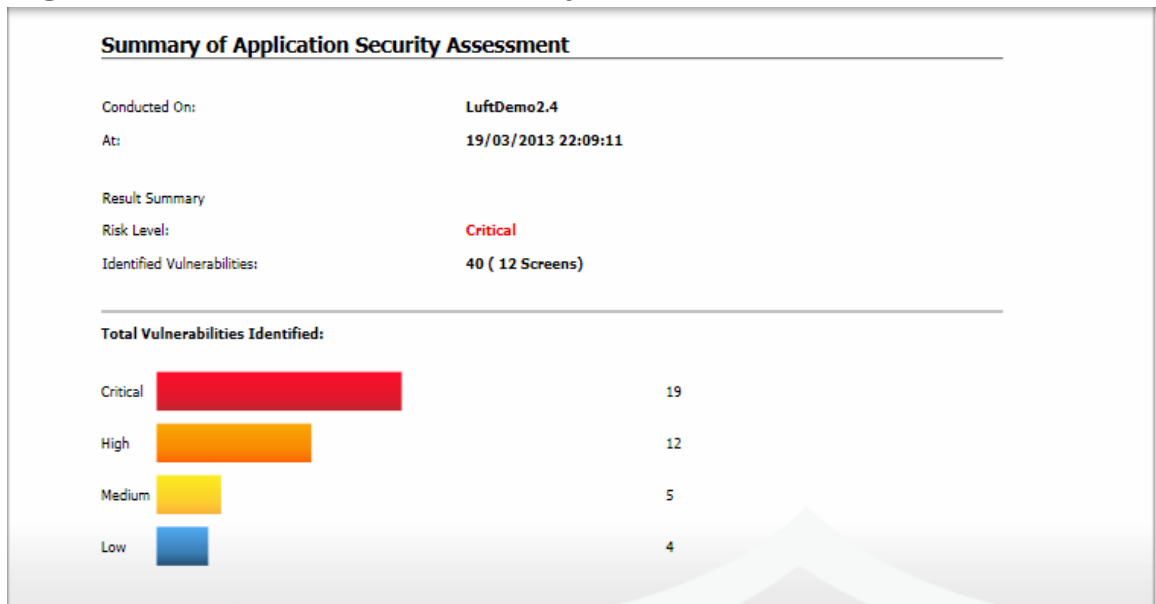 Summary of Application Security Assessment
Conducted On: LuftDemo2.4
At: 19/03/2013 22:09:11
Result Summary
Risk Level: Critical
Identified Vulnerabilities: 40 ( 12 Screens)
Total Vulnerabilities Identified:
Critical 19
High 12
Medium 5
Low 4